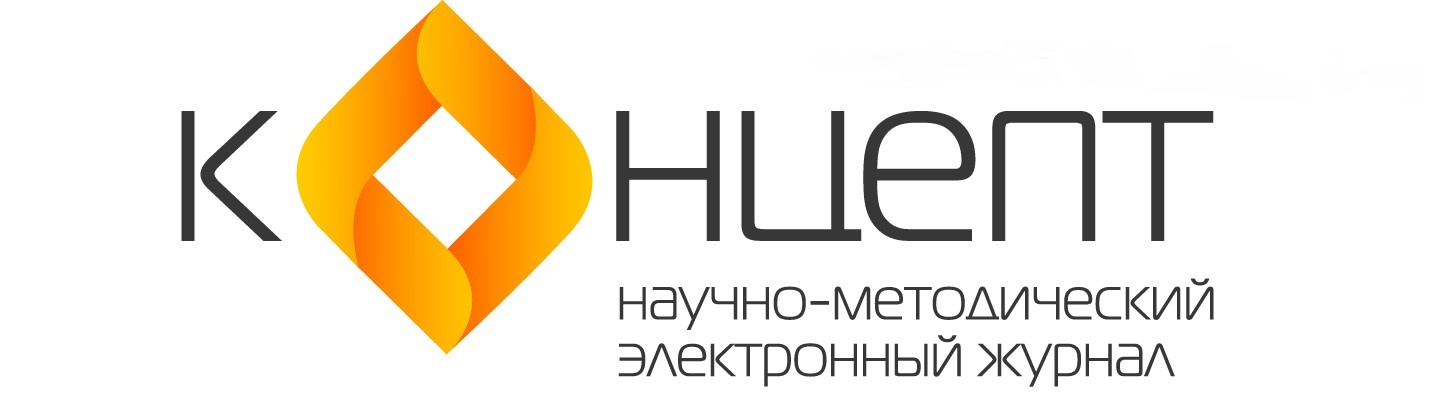 концепт
научно-методический
электронный журнал